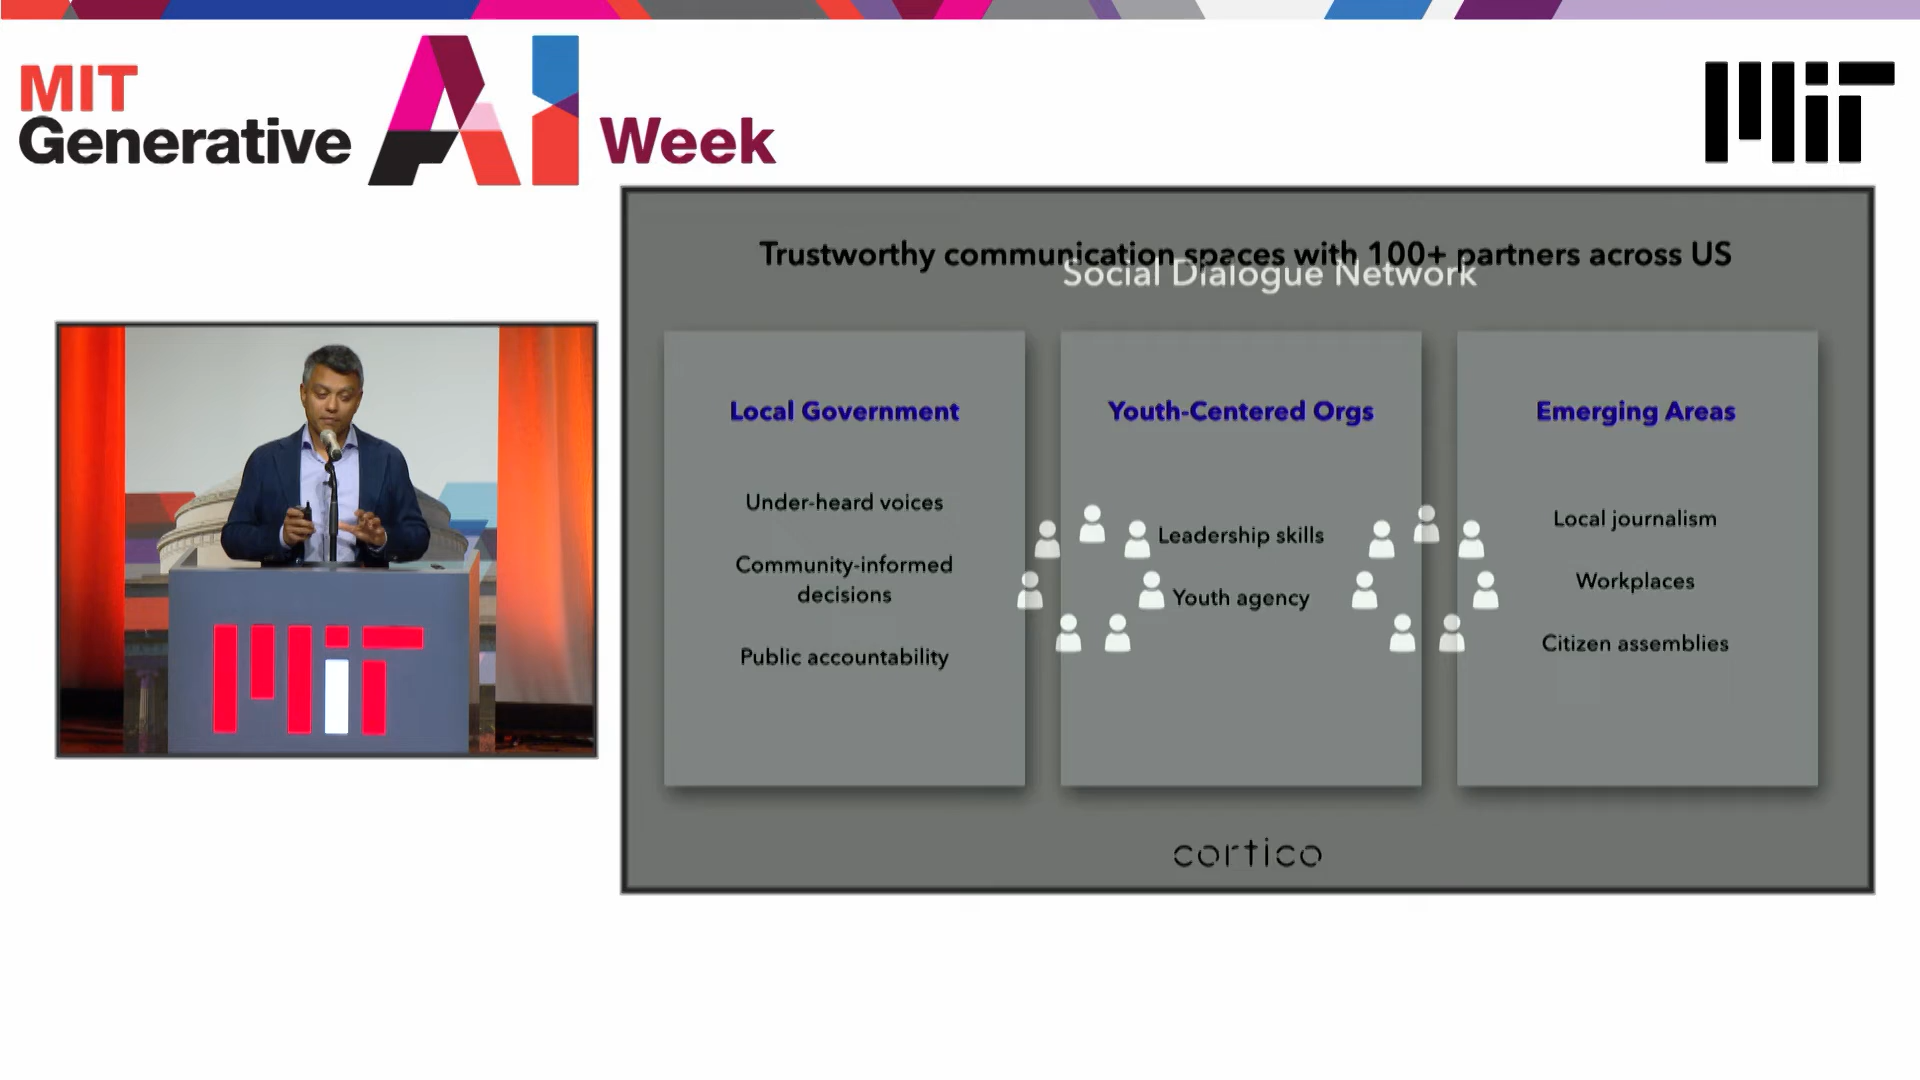 MIT
Generative AI Week
MIT
Trustworthy communication spaces with 100+ partners across US
Social Dialogue Network
Local Government
Under-heard voices
Community-informed
decisions
Public accountability
Youth-Centered Orgs
Leadership skills
Youth agency
Emerging Areas
Local journalism
Workplaces
Citizen assemblies
cortico
MIT